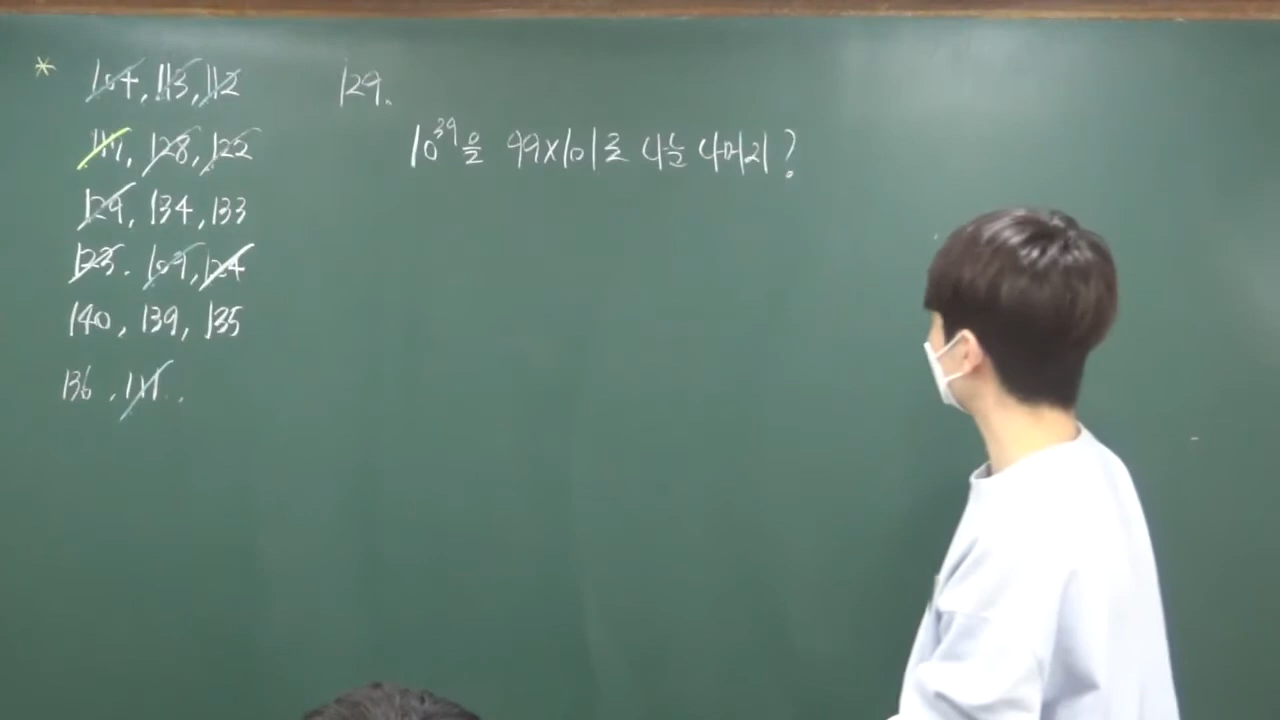 * 104, 113, 112
111, 128, 122
129, 134, 133
123. 109, 124
140, 139, 135
136, 111.
129.
10³⁹을 99×101로 나눈 나머지?